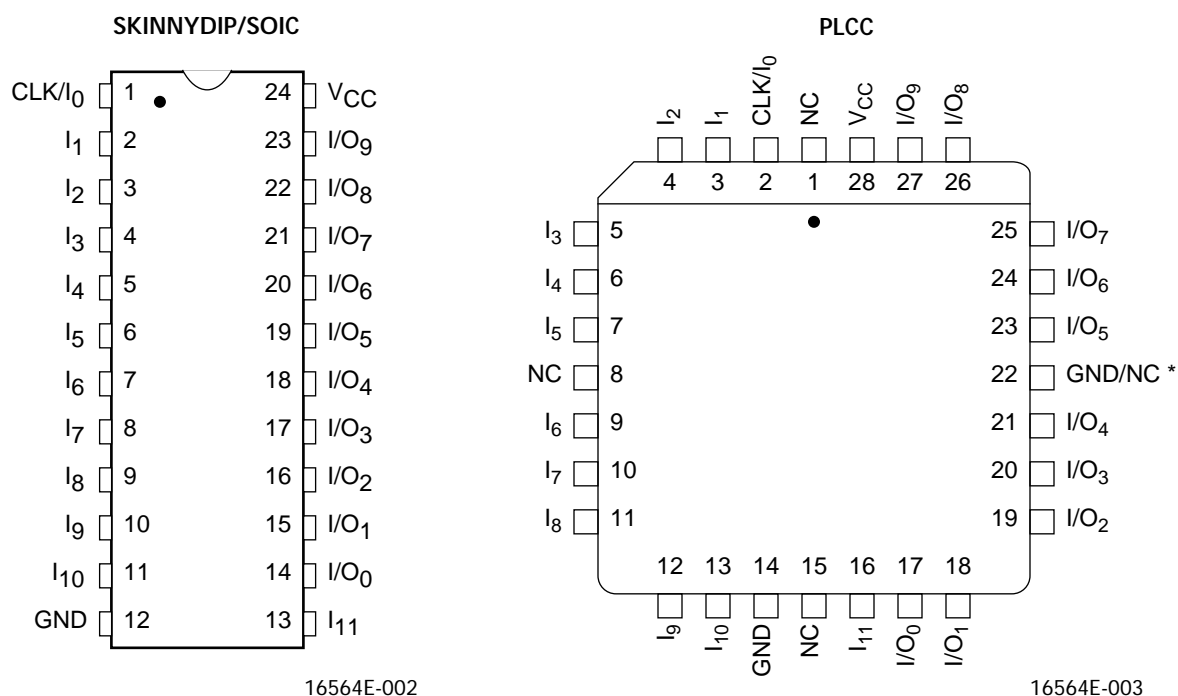 SKINNYDIP/SOIC
CLK/I0 1 24 VCC
I1 2 23 I/O9
I2 3 22 I/O8
I3 4 21 I/O7
I4 5 20 I/O6
I5 6 19 I/O5
I6 7 18 I/O4
I7 8 17 I/O3
I8 9 16 I/O2
I9 10 15 I/O1
I10 11 14 I/O0
GND 12 13 I11
16564E-002
PLCC
I2 I1 CLK/I0 NC VCC I/O9 I/O8
4 3 2 1 28 27 26
I3 5 25 I/O7
I4 6 24 I/O6
I5 7 23 I/O5
NC 8 22 GND/NC *
I6 9 21 I/O4
I7 10 20 I/O3
I8 11 19 I/O2
12 13 14 15 16 17 18
I9 I10 GND NC I11 I/O0 I/O1
16564E-003